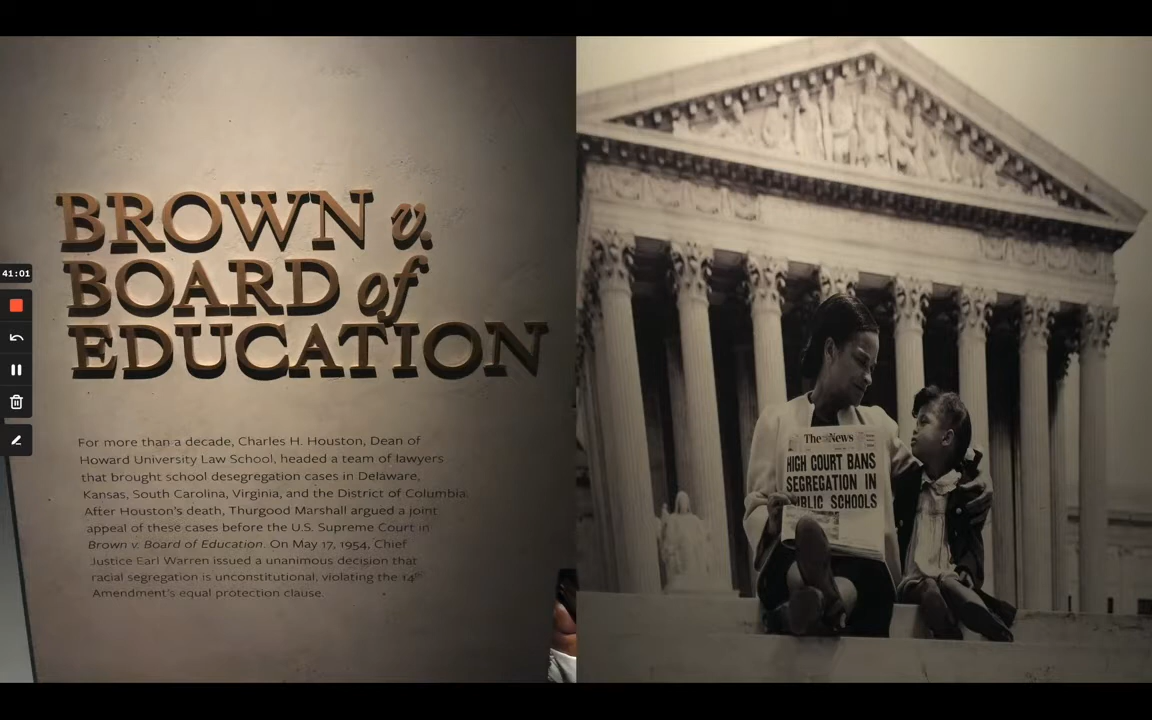 BROWN v.
BOARD of
EDUCATION
For more than a decade, Charles H. Houston, Dean of
Howard University Law School, headed a team of lawyers
that brought school desegregation cases in Delaware,
Kansas, South Carolina, Virginia, and the District of Columbia.
After Houston's death, Thurgood Marshall argued a joint
appeal of these cases before the U.S. Supreme Court in
Brown v. Board of Education. On May 17, 1954, Chief
Justice Earl Warren issued a unanimous decision that
racial segregation is unconstitutional, violating the 14th
Amendment's equal protection clause.
41:01
The News
HIGH COURT BANS
SEGREGATION IN
PUBLIC SCHOOLS